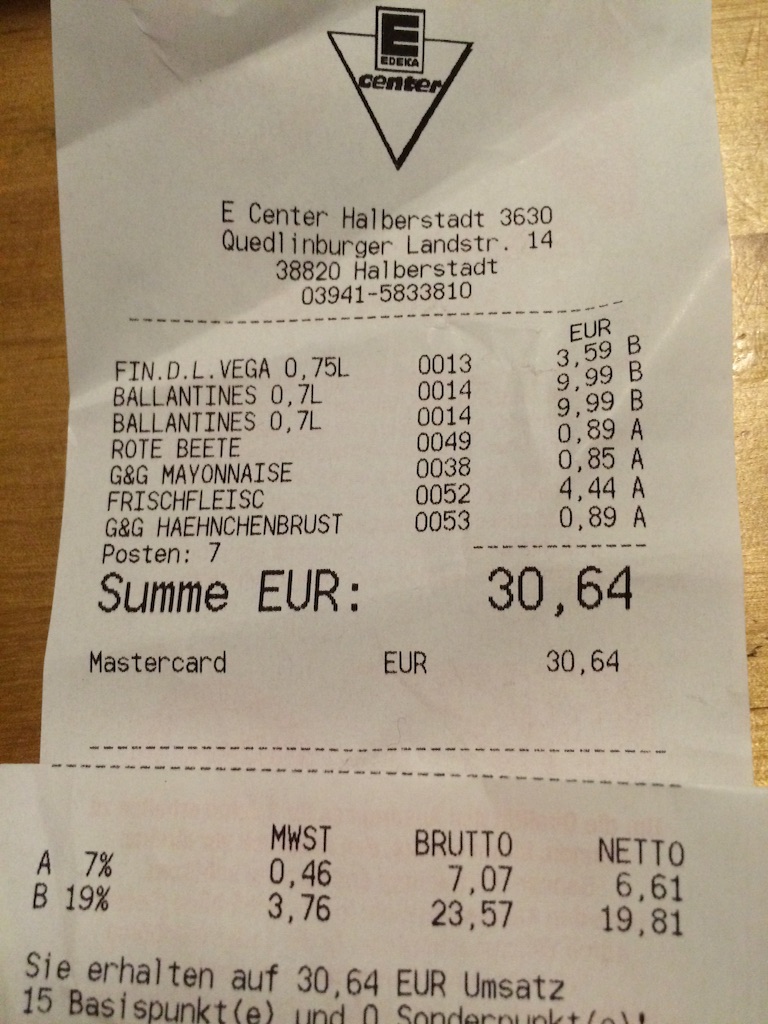 E
EDEKA
center
E Center Halberstadt 3630
Quedlinburger Landstr. 14
38820 Halberstadt
03941-5833810
EUR
FIN.D.L.VEGA 0,75L 0013 3,59 B
BALLANTINES 0,7L 0014 9,99 B
BALLANTINES 0,7L 0014 9,99 B
ROTE BEETE 0049 0,89 A
G&G MAYONNAISE 0038 0,85 A
FRISCHFLEISC 0052 4,44 A
G&G HAEHNCHENBRUST 0053 0,89 A
Posten: 7
Summe EUR: 30,64
Mastercard EUR 30,64
MWST BRUTTO NETTO
A 7% 0,46 7,07 6,61
B 19% 3,76 23,57 19,81
Sie erhalten auf 30,64 EUR Umsatz
15 Basispunkt(e) und 0 Sonderpunkt(e)!